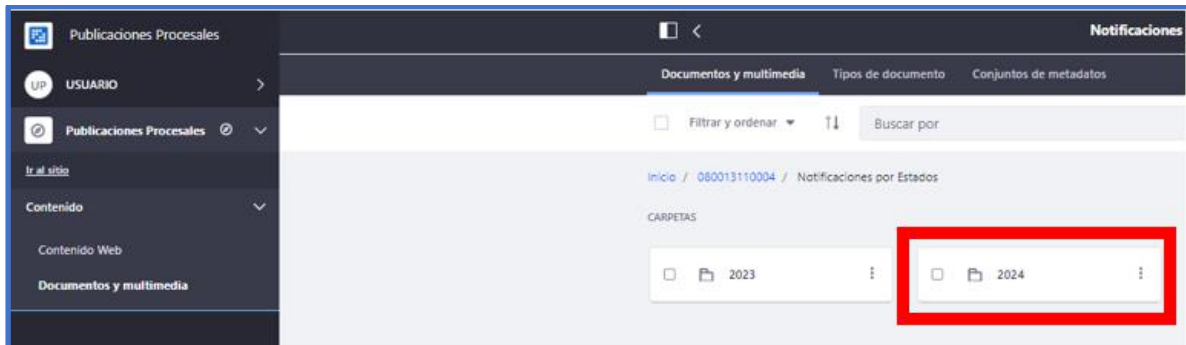 Publicaciones Procesales
UP USUARIO
Publicaciones Procesales
Ir al sitio
Contenido
Contenido Web
Documentos y multimedia
Notificaciones
Documentos y multimedia Tipos de documento Conjuntos de metadatos
Filtrar y ordenar Buscar por
Inicio / 080013110004 / Notificaciones por Estados
CARPETAS
2023 2024